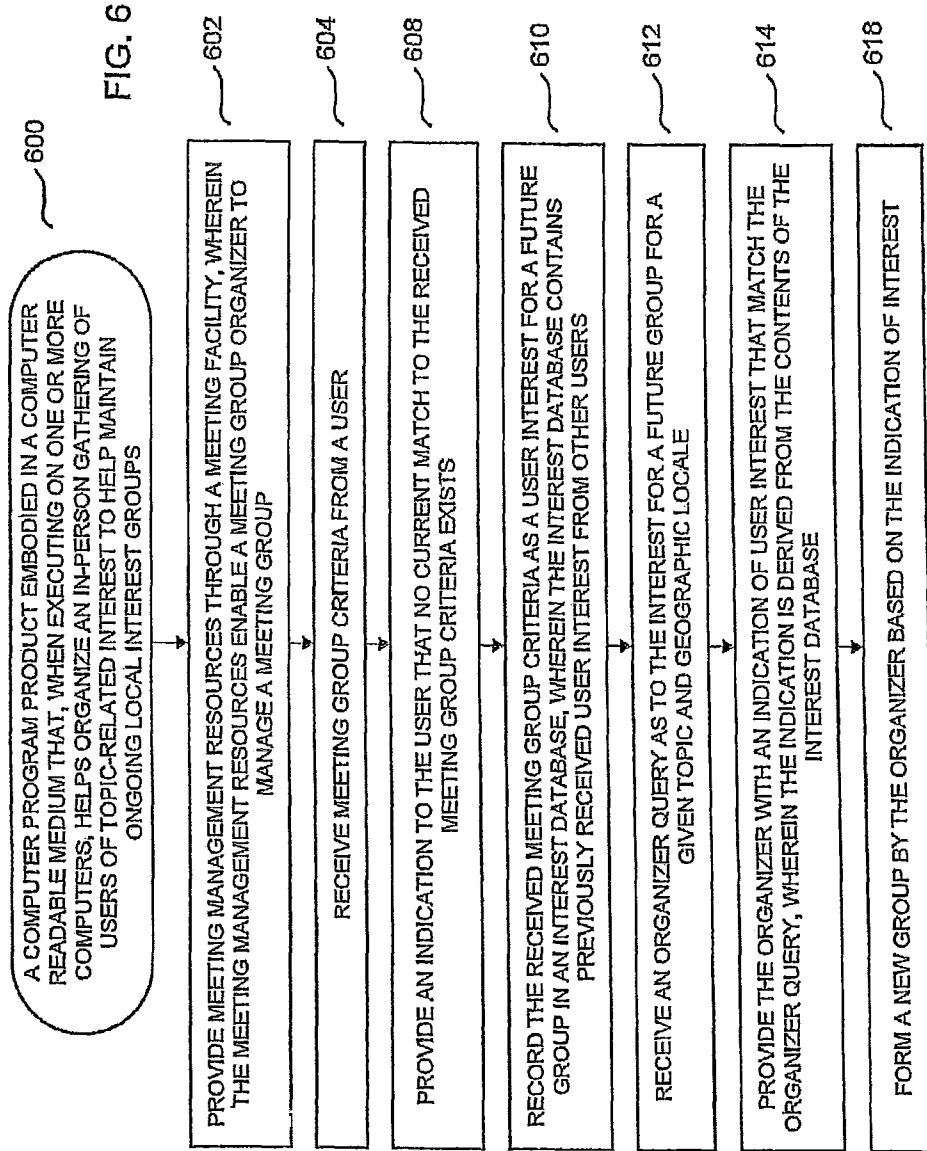 FIG. 6
600
A COMPUTER PROGRAM PRODUCT EMBODIED IN A COMPUTER
READABLE MEDIUM THAT, WHEN EXECUTING ON ONE OR MORE
COMPUTERS, HELPS ORGANIZE AN IN-PERSON GATHERING OF
USERS OF TOPIC-RELATED INTEREST TO HELP MAINTAIN
ONGOING LOCAL INTEREST GROUPS
PROVIDE MEETING MANAGEMENT RESOURCES THROUGH A MEETING FACILITY, WHEREIN
THE MEETING MANAGEMENT RESOURCES ENABLE A MEETING GROUP ORGANIZER TO
MANAGE A MEETING GROUP
602
RECEIVE MEETING GROUP CRITERIA FROM A USER
604
PROVIDE AN INDICATION TO THE USER THAT NO CURRENT MATCH TO THE RECEIVED
MEETING GROUP CRITERIA EXISTS
608
RECORD THE RECEIVED MEETING GROUP CRITERIA AS A USER INTEREST FOR A FUTURE
GROUP IN AN INTEREST DATABASE, WHEREIN THE INTEREST DATABASE CONTAINS
PREVIOUSLY RECEIVED USER INTEREST FROM OTHER USERS
610
RECEIVE AN ORGANIZER QUERY AS TO THE INTEREST FOR A FUTURE GROUP FOR A
GIVEN TOPIC AND GEOGRAPHIC LOCALE
612
PROVIDE THE ORGANIZER WITH AN INDICATION OF USER INTEREST THAT MATCH THE
ORGANIZER QUERY, WHEREIN THE INDICATION IS DERIVED FROM THE CONTENTS OF THE
INTEREST DATABASE
614
FORM A NEW GROUP BY THE ORGANIZER BASED ON THE INDICATION OF INTEREST
618